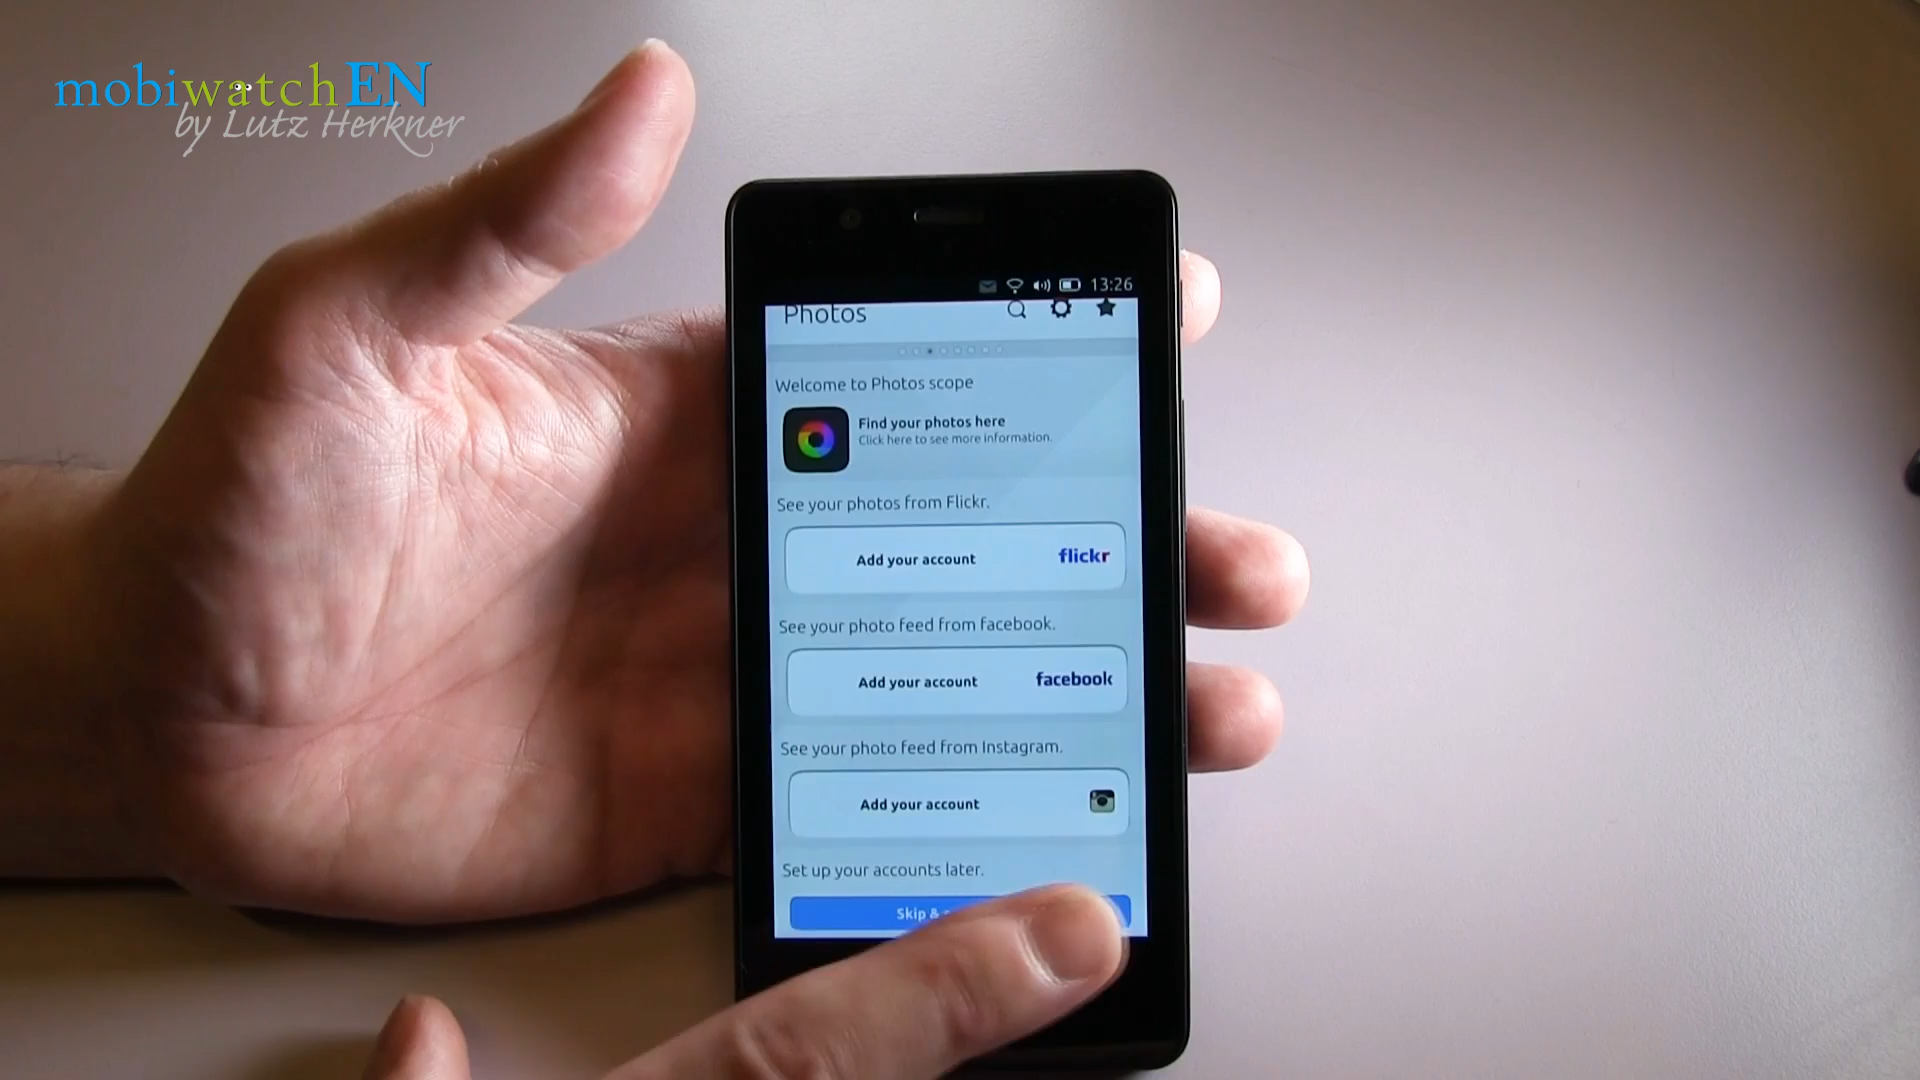 mobiwatchEN
by Lutz Herkner
13:26
Photos
Welcome to Photos scope
Find your photos here
Click here to see more information.
See your photos from Flickr.
Add your account
flickr
See your photo feed from facebook.
Add your account
facebook
See your photo feed from Instagram.
Add your account
Set up your accounts later.
Skip &